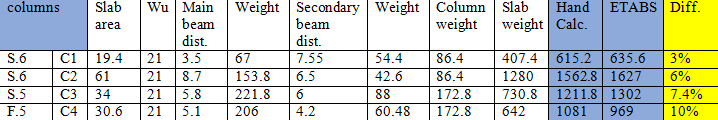 columns Slab area Wu Main beam dist. Weight Secondary beam dist. Weight Column weight Slab weight Hand Calc. ETABS Diff.
S.6 C1 19.4 21 3.5 67 7.55 54.4 86.4 407.4 615.2 635.6 3%
S.6 C2 61 21 8.7 153.8 6.5 42.6 86.4 1280 1562.8 1627 6%
S.5 C3 34 21 5.8 221.8 6 88 172.8 730.8 1211.8 1302 7.4%
F.5 C4 30.6 21 5.1 206 4.2 60.48 172.8 642 1081 969 10%